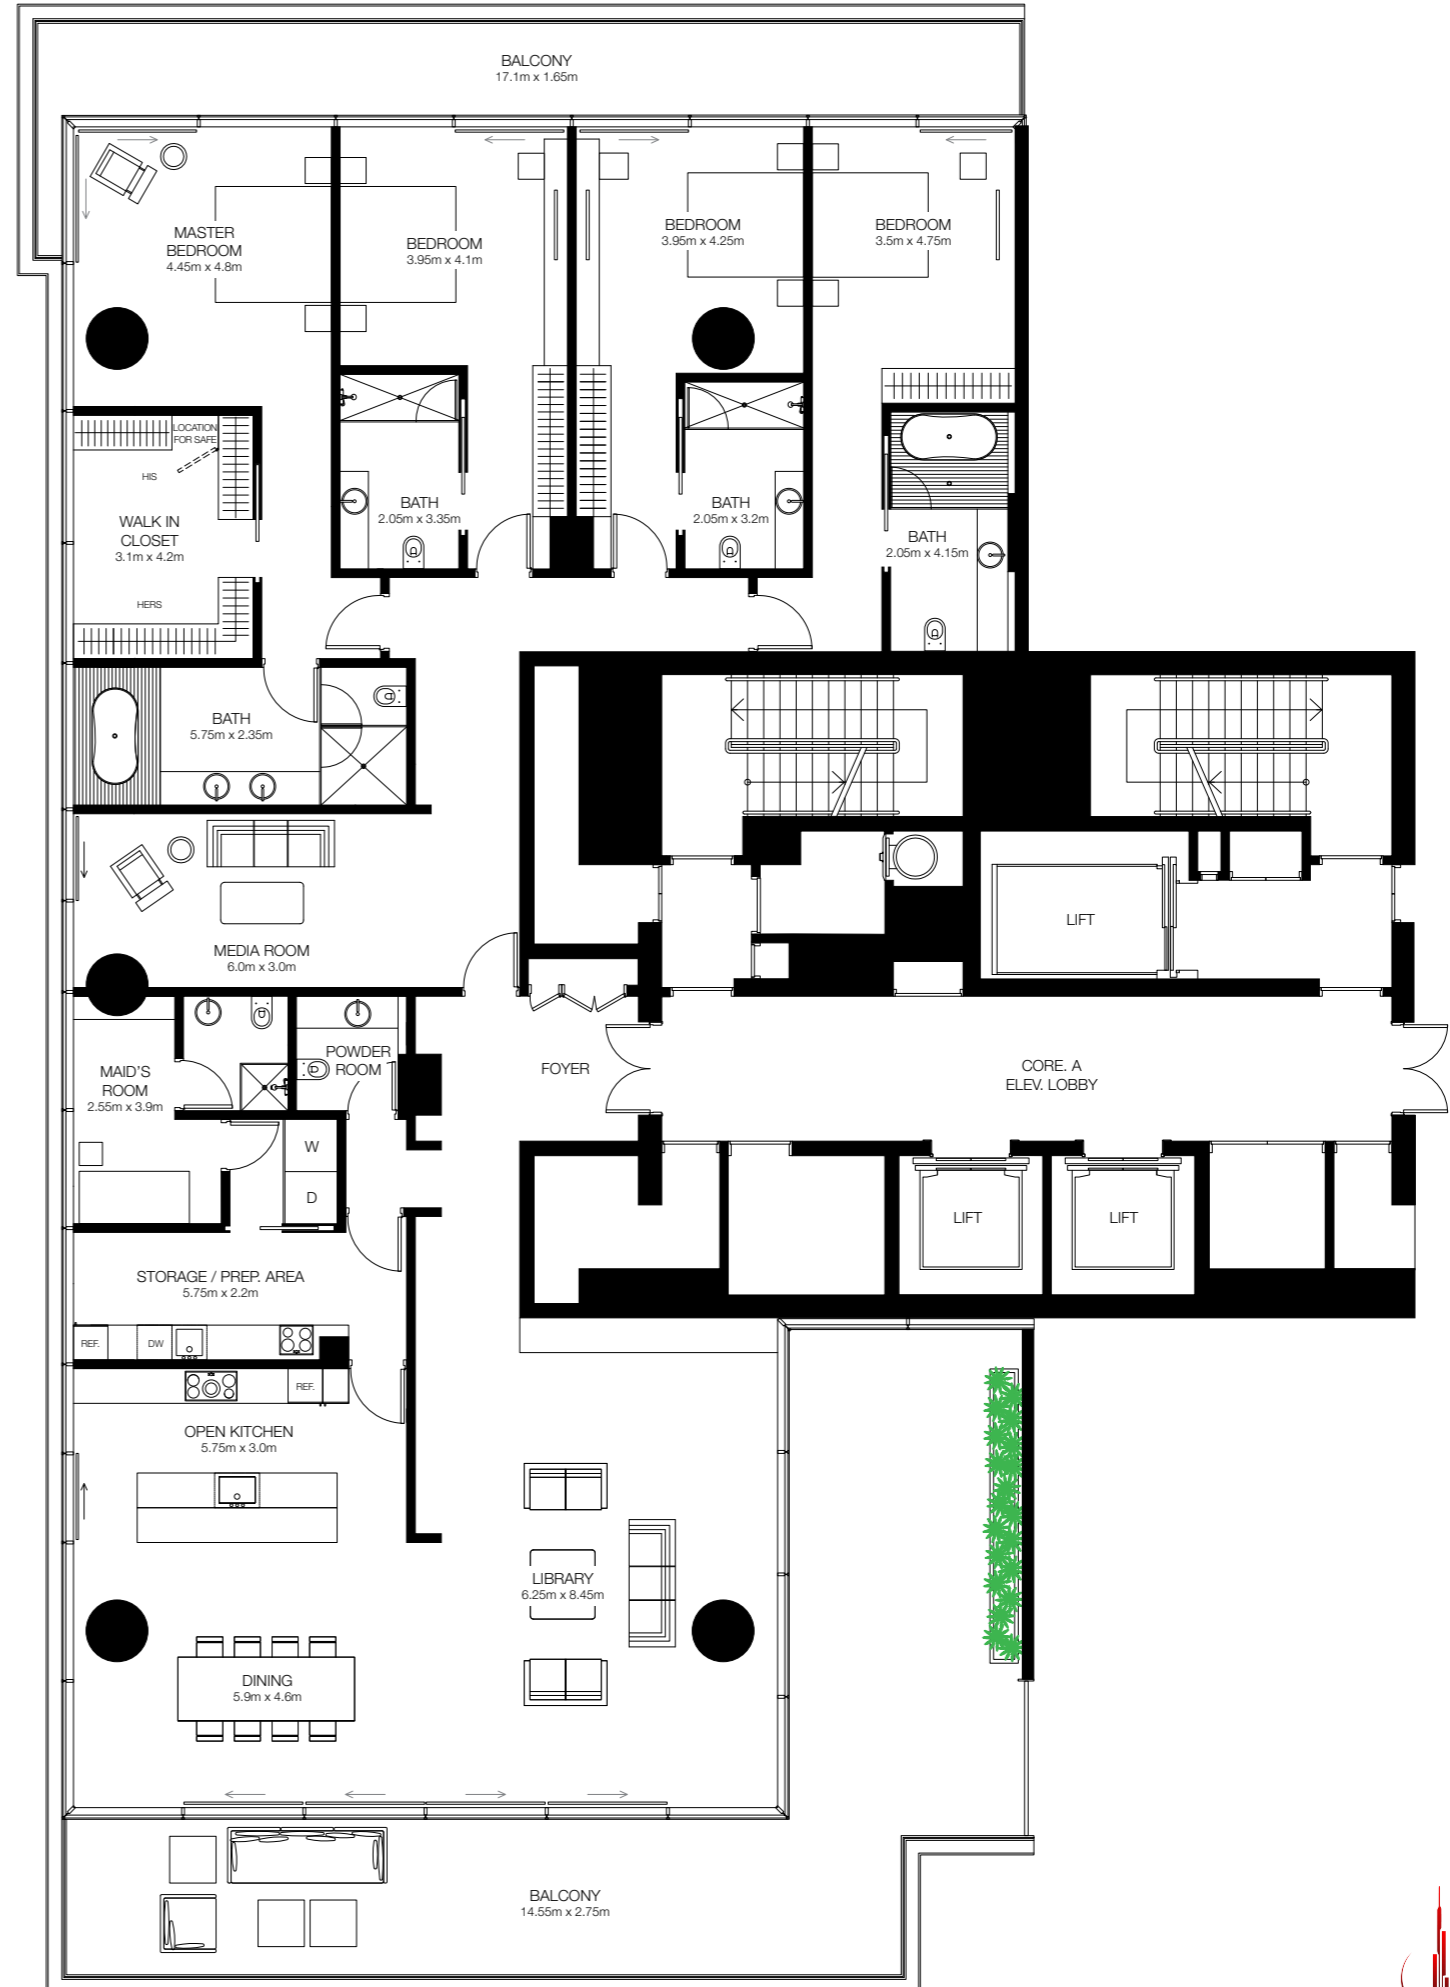 BALCONY
17.1m x 1.65m
MASTER
BEDROOM
4.45m x 4.8m
BEDROOM
3.95m x 4.1m
BEDROOM
3.95m x 4.25m
BEDROOM
3.5m x 4.75m
LOCATION
FOR SAFE
HIS
WALK IN
CLOSET
3.1m x 4.2m
HERS
BATH
2.05m x 3.35m
BATH
2.05m x 3.2m
BATH
2.05m x 4.15m
BATH
5.75m x 2.35m
MEDIA ROOM
6.0m x 3.0m
LIFT
MAID'S
ROOM
2.55m x 3.9m
POWDER
ROOM
FOYER
CORE. A
ELEV. LOBBY
W
D
LIFT
LIFT
STORAGE / PREP. AREA
5.75m x 2.2m
REF.
DW
REF.
OPEN KITCHEN
5.75m x 3.0m
LIBRARY
6.25m x 8.45m
DINING
5.9m x 4.6m
BALCONY
14.55m x 2.75m